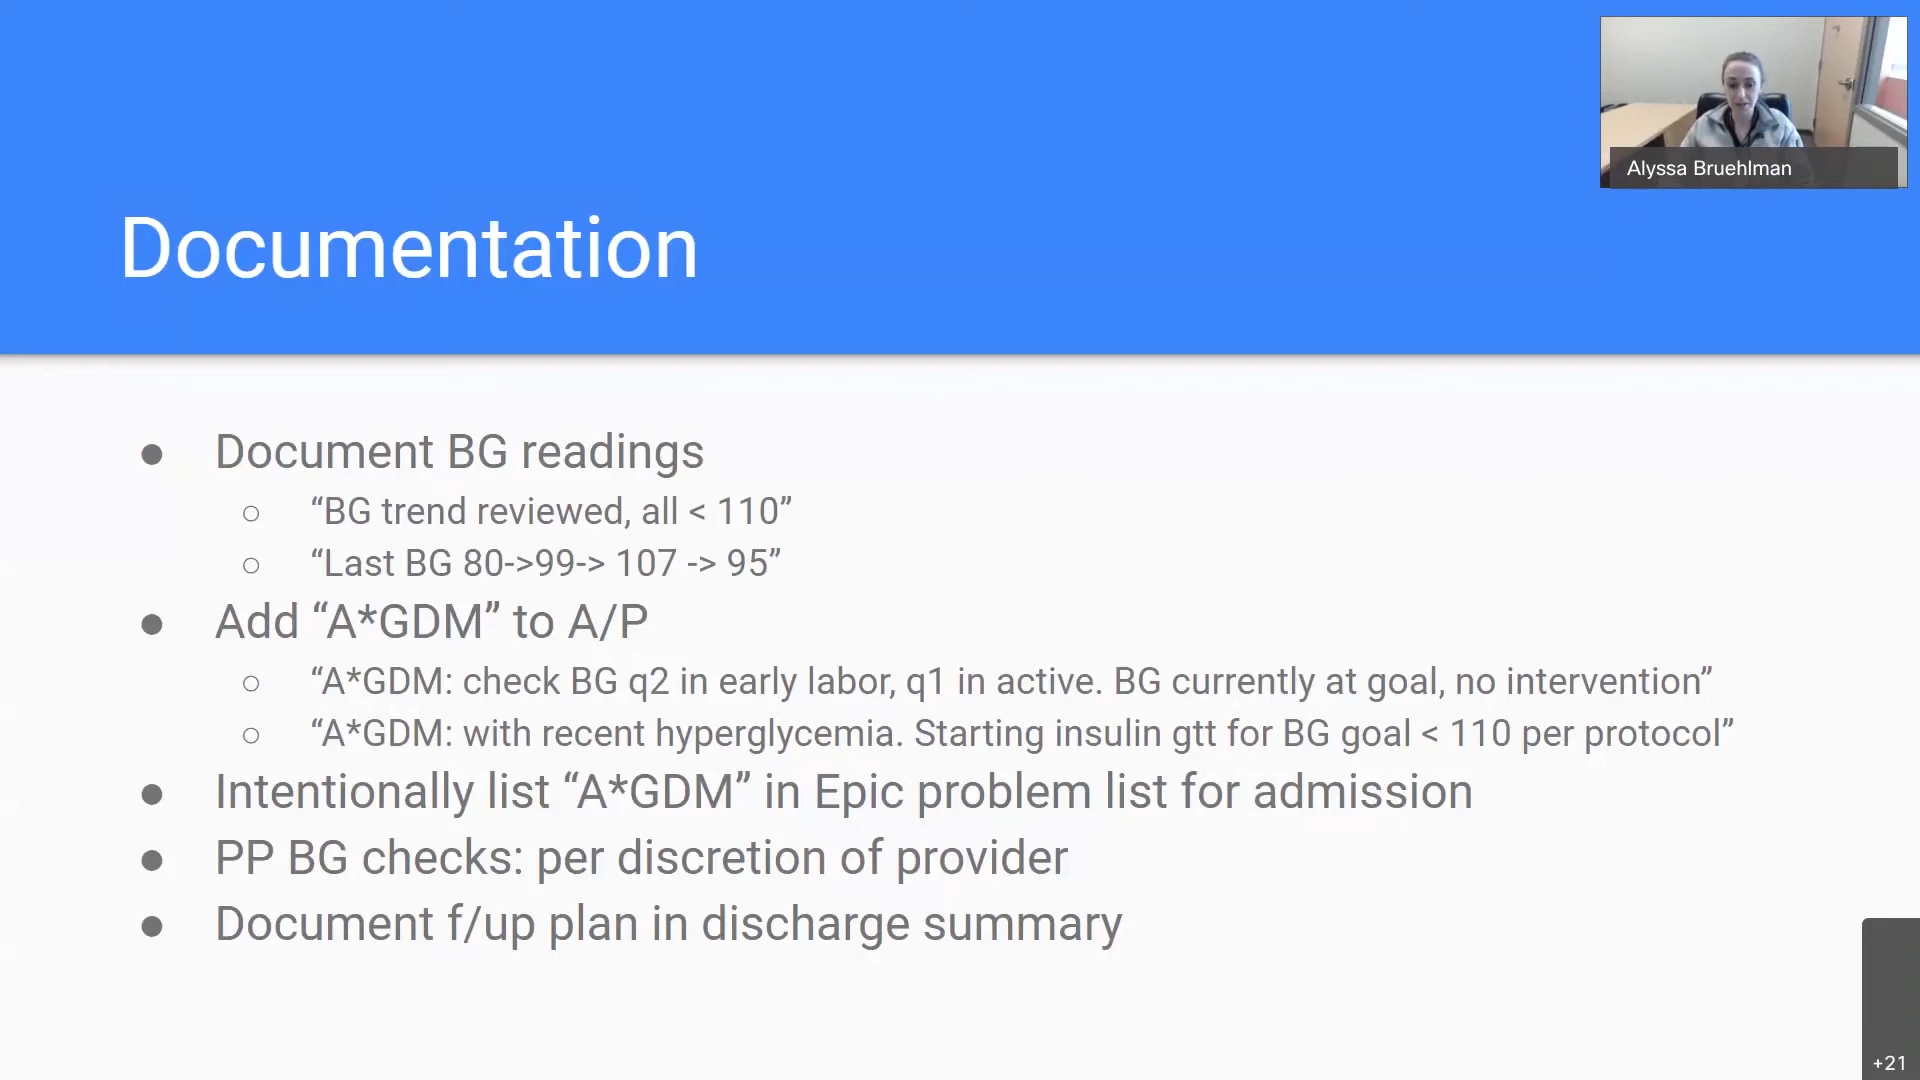 Alyssa Bruehlman
Documentation
● Document BG readings
○ “BG trend reviewed, all < 110”
○ “Last BG 80->99-> 107 -> 95”
● Add “A*GDM” to A/P
○ “A*GDM: check BG q2 in early labor, q1 in active. BG currently at goal, no intervention”
○ “A*GDM: with recent hyperglycemia. Starting insulin gtt for BG goal < 110 per protocol”
● Intentionally list “A*GDM” in Epic problem list for admission
● PP BG checks: per discretion of provider
● Document f/up plan in discharge summary
+21